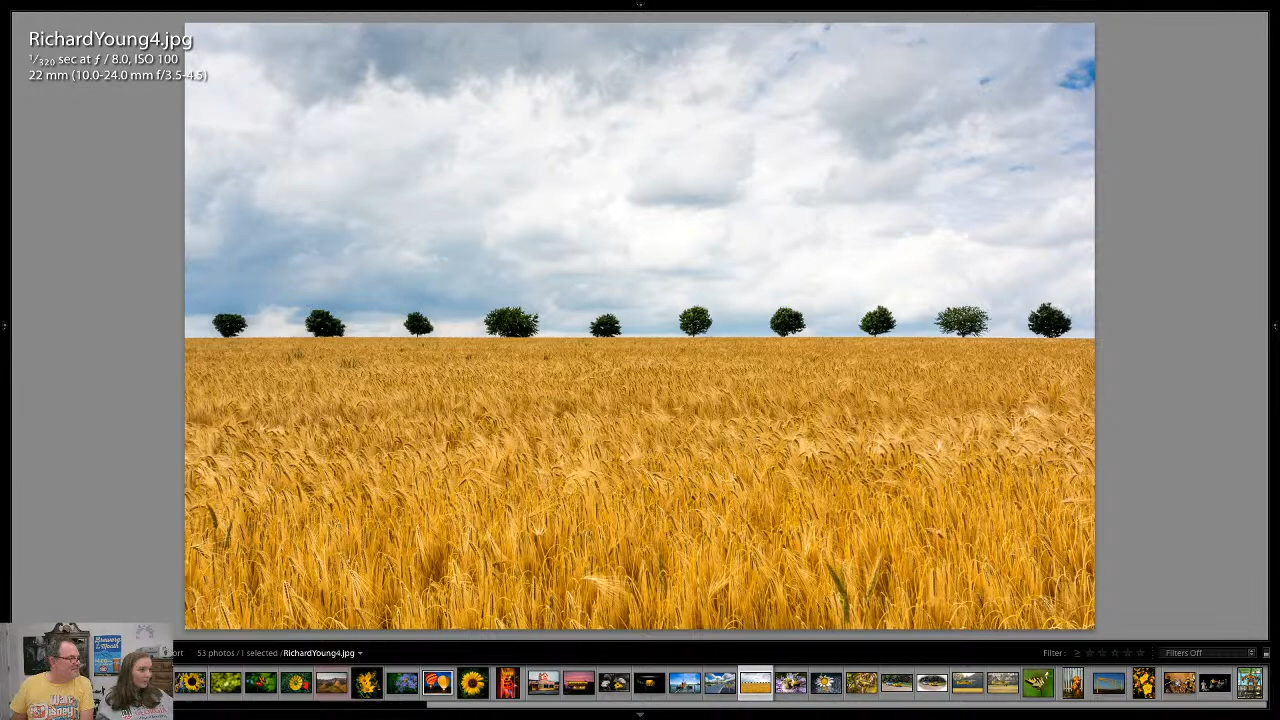 RichardYoung4.jpg
1/320 sec at ƒ / 8.0, ISO 100
22 mm (10.0-24.0 mm f/3.5-4.5)
Brewery
53 photos / 1 selected / RichardYoung4.jpg
Filter :
Filters Off